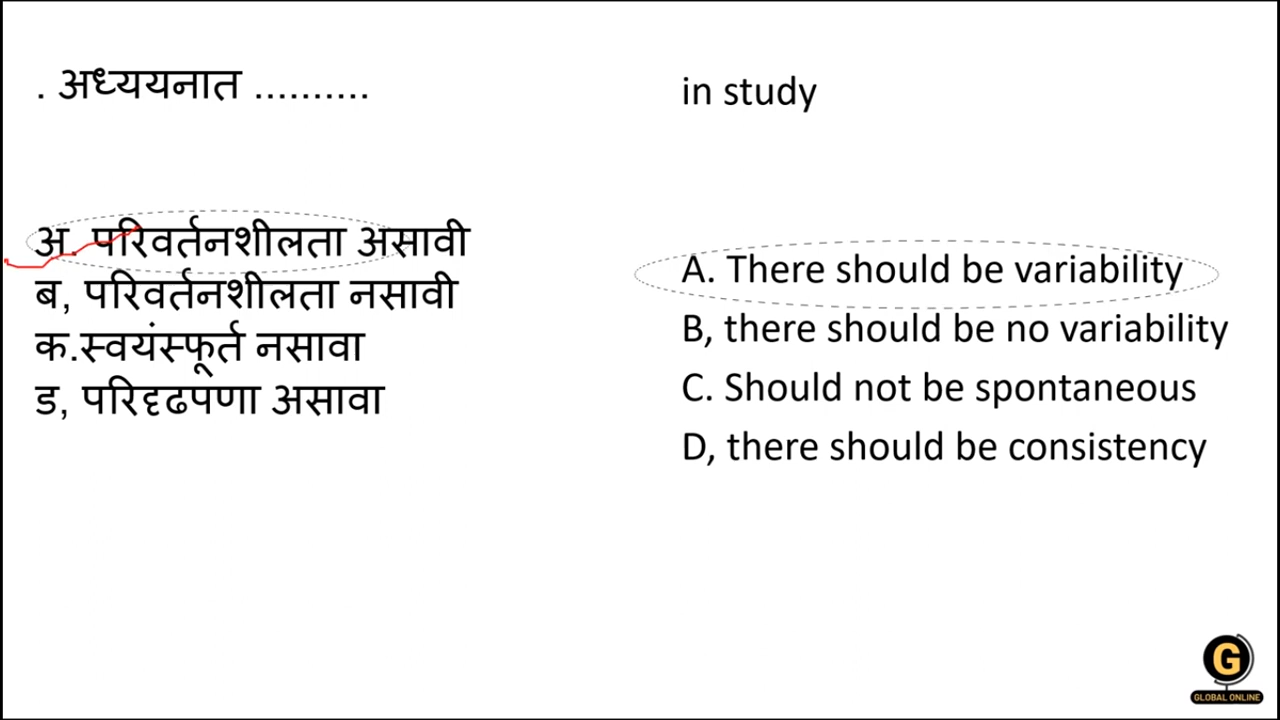 . अध्ययनात ..........
अ. परिवर्तनशीलता असावी
ब, परिवर्तनशीलता नसावी
क.स्वयंस्फूर्त नसावा
ड, परिदृढपणा असावा
in study
A. There should be variability
B, there should be no variability
C. Should not be spontaneous
D, there should be consistency
G
GLOBAL ONLINE